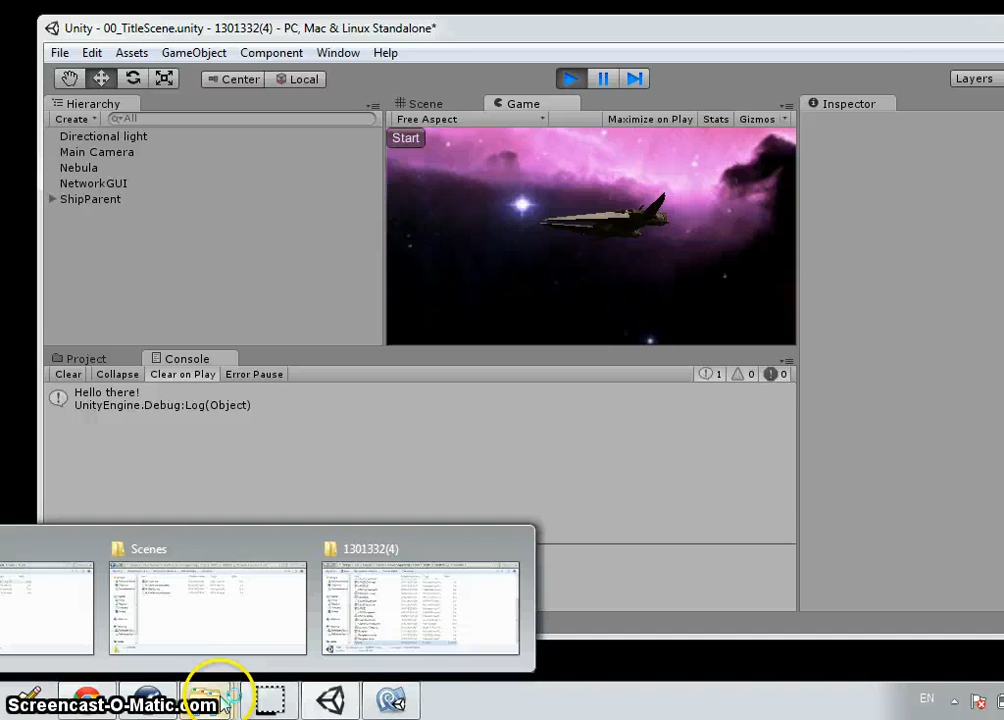 Unity - 00_TitleScene.unity - 1301332(4) - PC, Mac & Linux Standalone*
File Edit Assets GameObject Component Window Help
Center Local Layers
Hierarchy Scene Game Inspector
Create All Free Aspect Maximize on Play Stats Gizmos
Directional light
Main Camera
Nebula
NetworkGUI
ShipParent
Start
Project Console
Clear Collapse Clear on Play Error Pause 1 0 0
Hello there!
UnityEngine.Debug:Log(Object)
Scenes 1301332(4)
Screencast-O-Matic.com EN